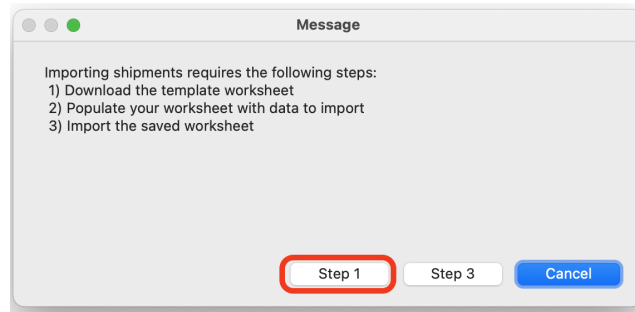 Message
Importing shipments requires the following steps:
1) Download the template worksheet
2) Populate your worksheet with data to import
3) Import the saved worksheet
Step 1
Step 3
Cancel